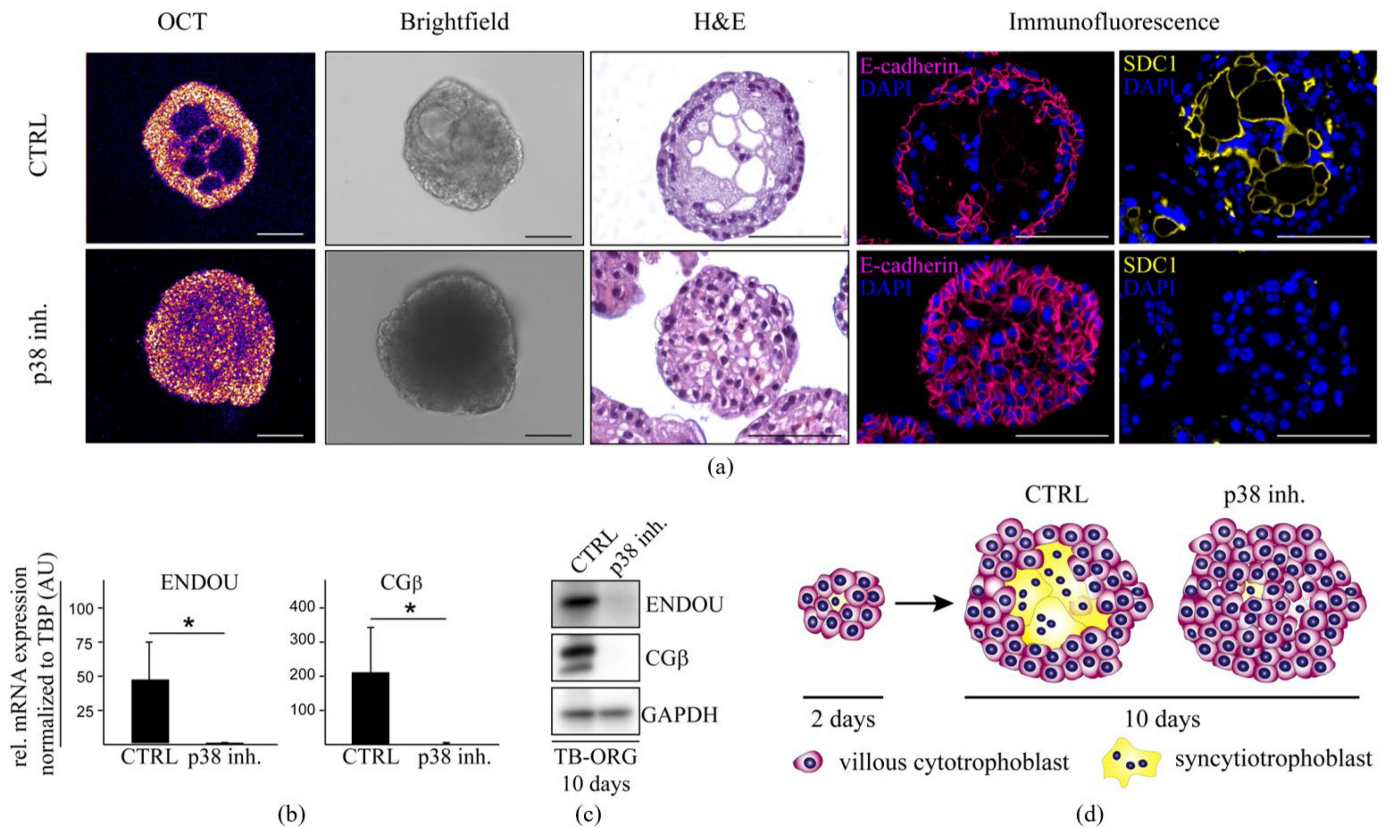 (a)
OCT
Brightfield
H&E
Immunofluorescence
CTRL
E-cadherin
DAPI
SDC1
DAPI
p38 inh.
E-cadherin
DAPI
SDC1
DAPI
(a)
rel. mRNA expression
normalized to TBP (AU)
ENDOU
100
75
50
25
*
CTRL p38 inh.
CGβ
400
300
200
100
*
CTRL p38 inh.
(b)
CTRL
p38 inh.
ENDOU
CGβ
GAPDH
TB-ORG
10 days
(c)
CTRL
p38 inh.
2 days
10 days
villous cytotrophoblast
syncytiotrophoblast
(d)